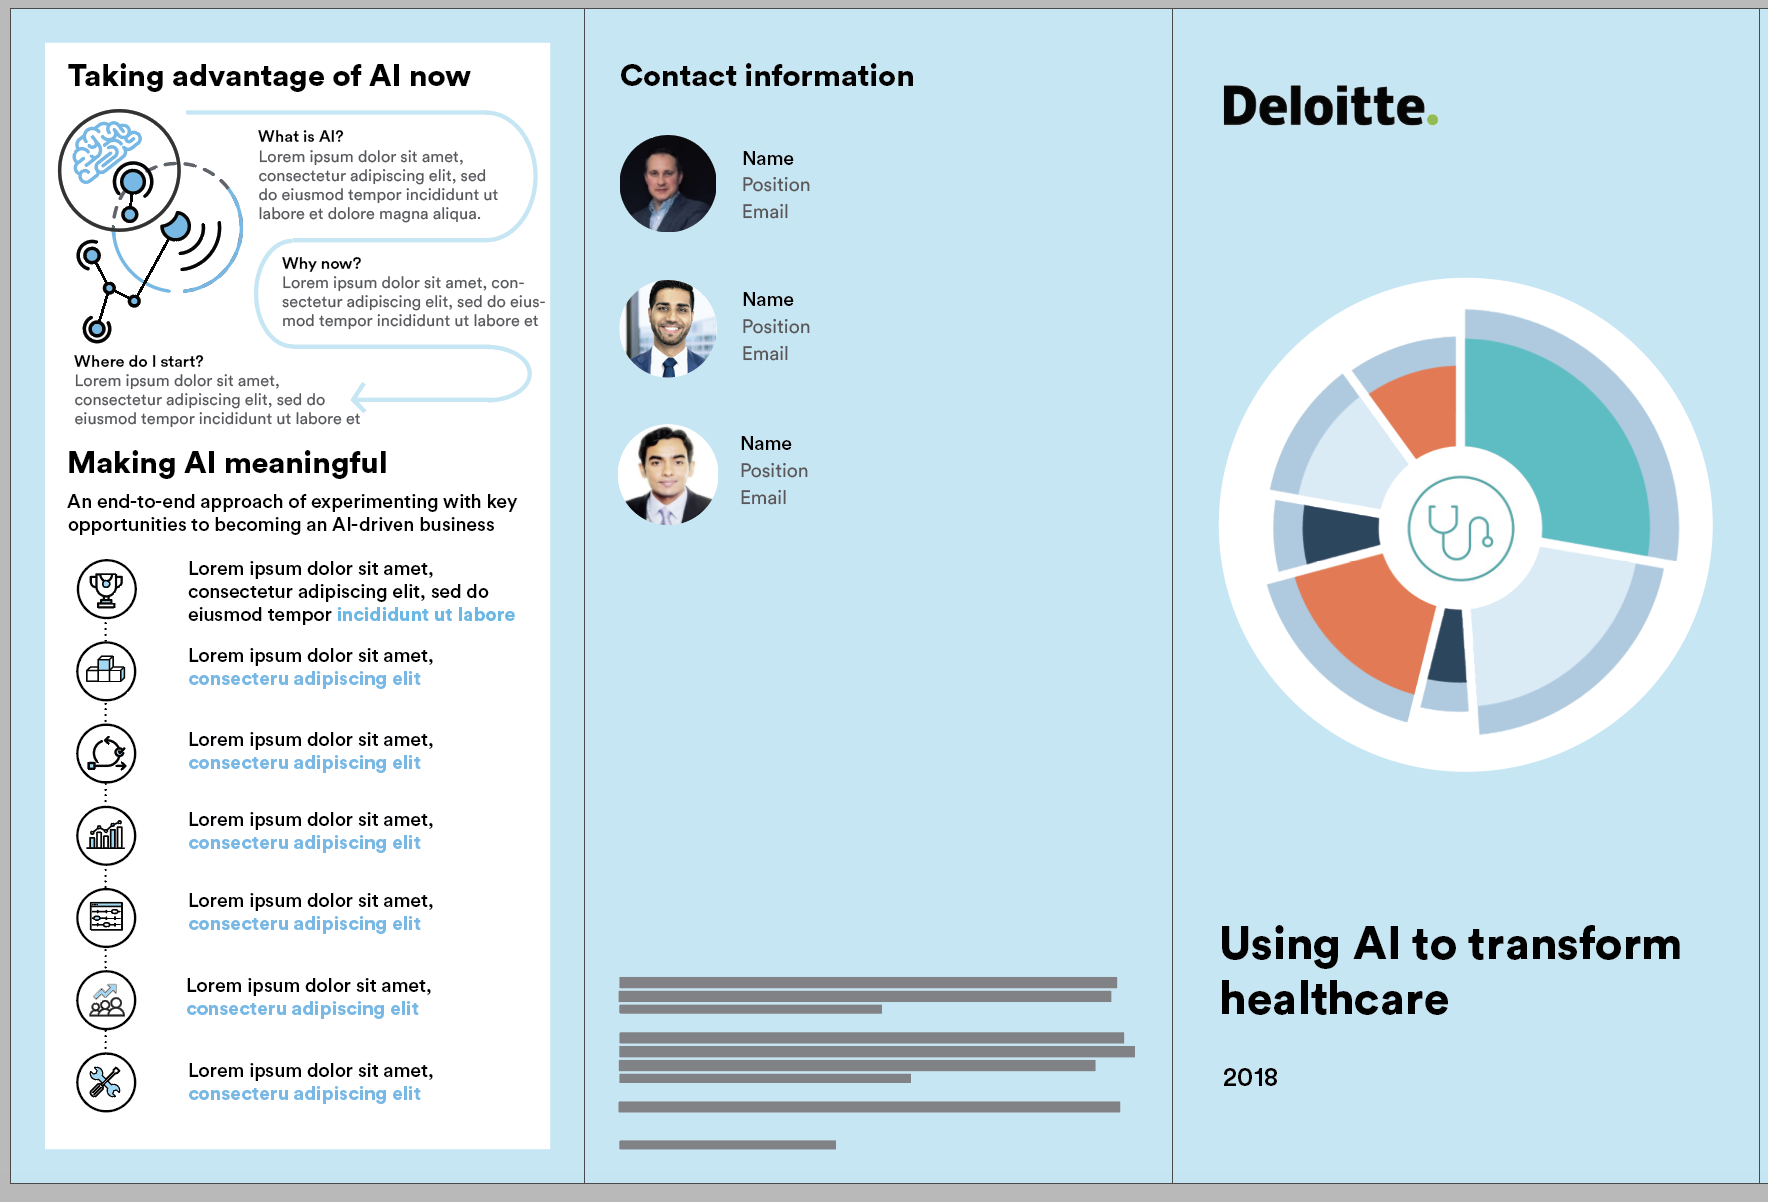 Taking advantage of AI now
What is AI?
Lorem ipsum dolor sit amet,
consectetur adipiscing elit, sed
do eiusmod tempor incididunt ut
labore et dolore magna aliqua.
Why now?
Lorem ipsum dolor sit amet, con-
sectetur adipiscing elit, sed do eius-
mod tempor incididunt ut labore et
Where do I start?
Lorem ipsum dolor sit amet,
consectetur adipiscing elit, sed do
eiusmod tempor incididunt ut labore et
Making AI meaningful
An end-to-end approach of experimenting with key
opportunities to becoming an AI-driven business
Lorem ipsum dolor sit amet,
consectetur adipiscing elit, sed do
eiusmod tempor incididunt ut labore
Lorem ipsum dolor sit amet,
consecteru adipiscing elit
Lorem ipsum dolor sit amet,
consecteru adipiscing elit
Lorem ipsum dolor sit amet,
consecteru adipiscing elit
Lorem ipsum dolor sit amet,
consecteru adipiscing elit
Lorem ipsum dolor sit amet,
consecteru adipiscing elit
Lorem ipsum dolor sit amet,
consecteru adipiscing elit
Contact information
Name
Position
Email
Name
Position
Email
Name
Position
Email
Deloitte.
Using AI to transform
healthcare
2018